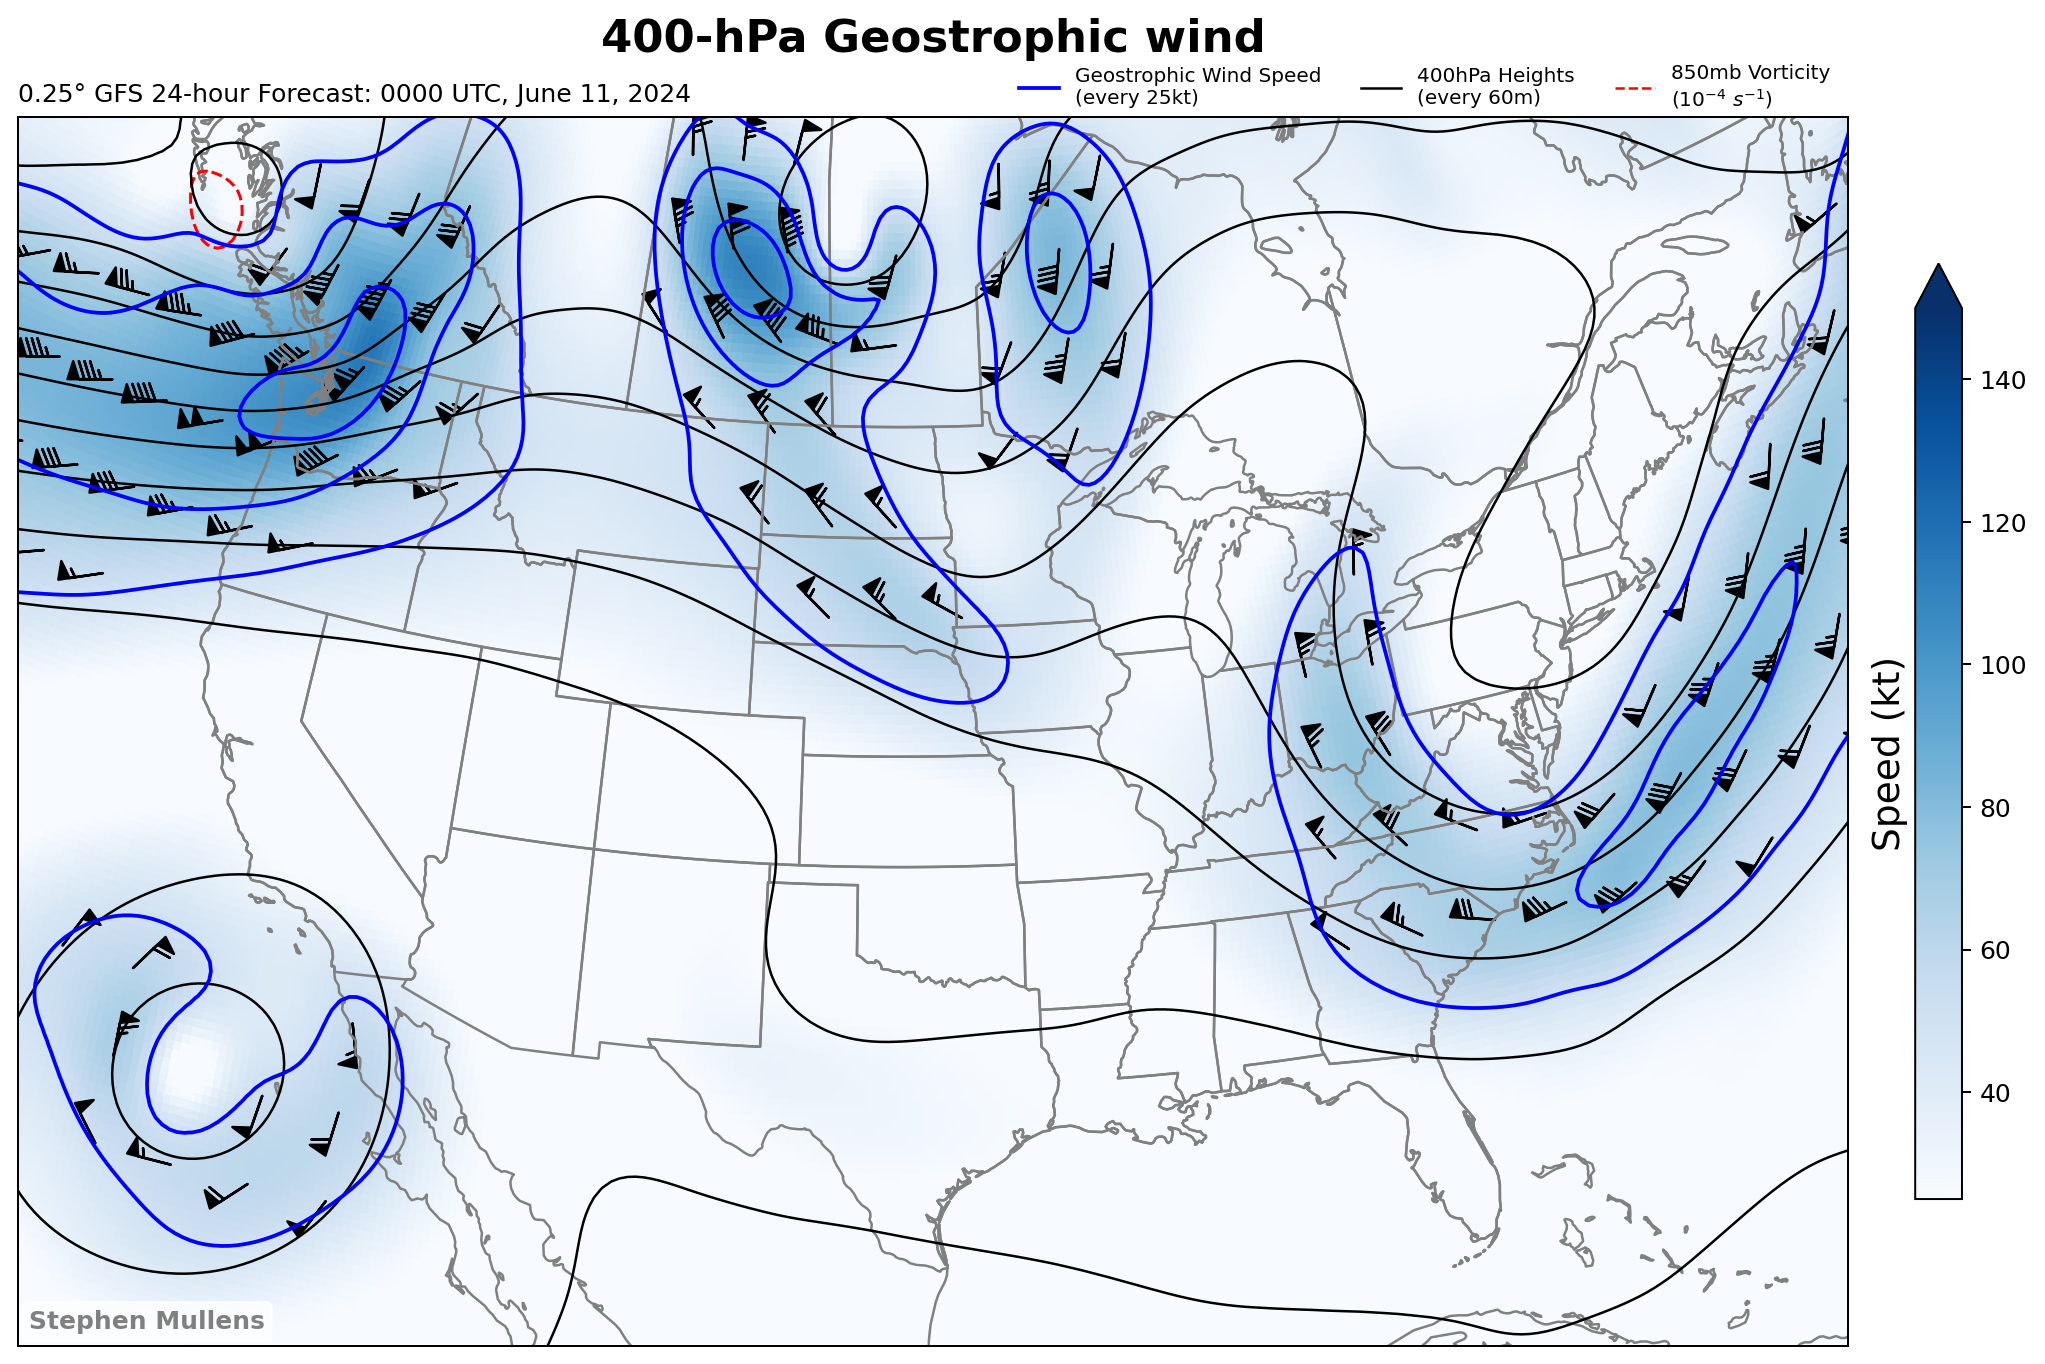 400-hPa Geostrophic wind
0.25° GFS 24-hour Forecast: 0000 UTC, June 11, 2024
Geostrophic Wind Speed
(every 25kt)
400hPa Heights
(every 60m)
850mb Vorticity
(10⁻⁴ s⁻¹)
140
120
100
80
60
40
Speed (kt)
Stephen Mullens